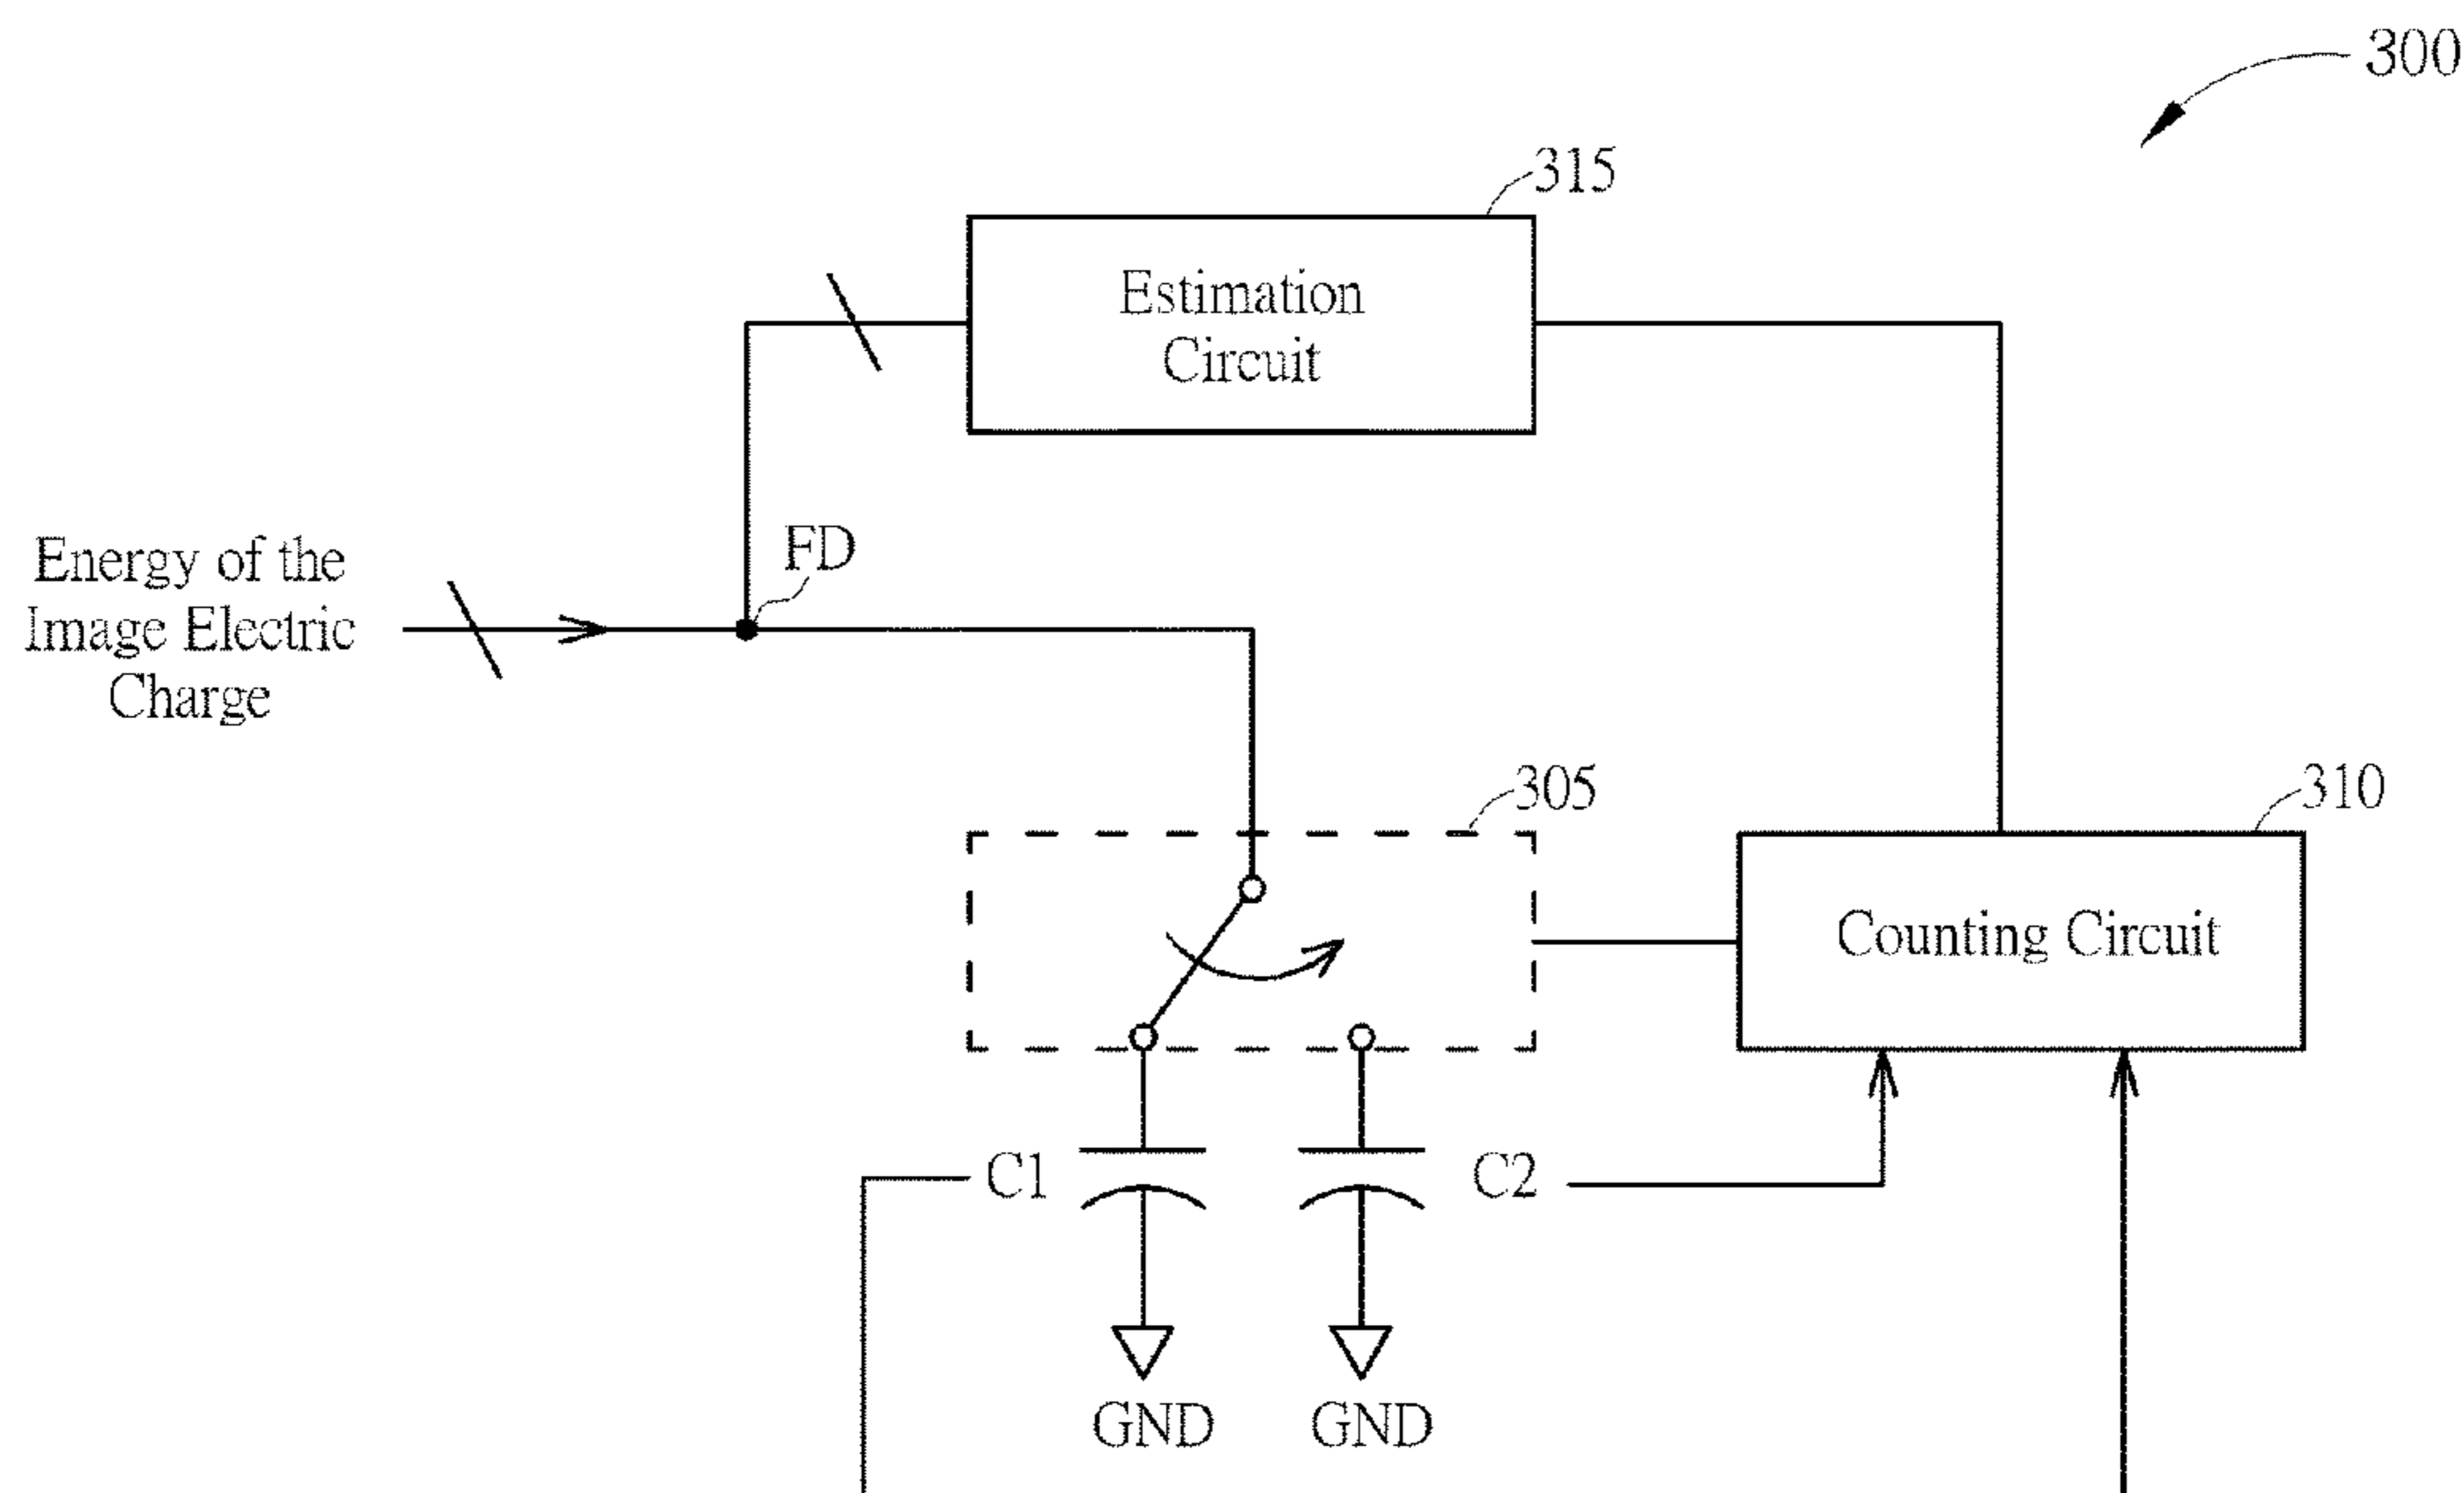 300
315
Estimation
Circuit
FD
Energy of the
Image Electric
Charge
305
310
Counting Circuit
C1
C2
GND
GND